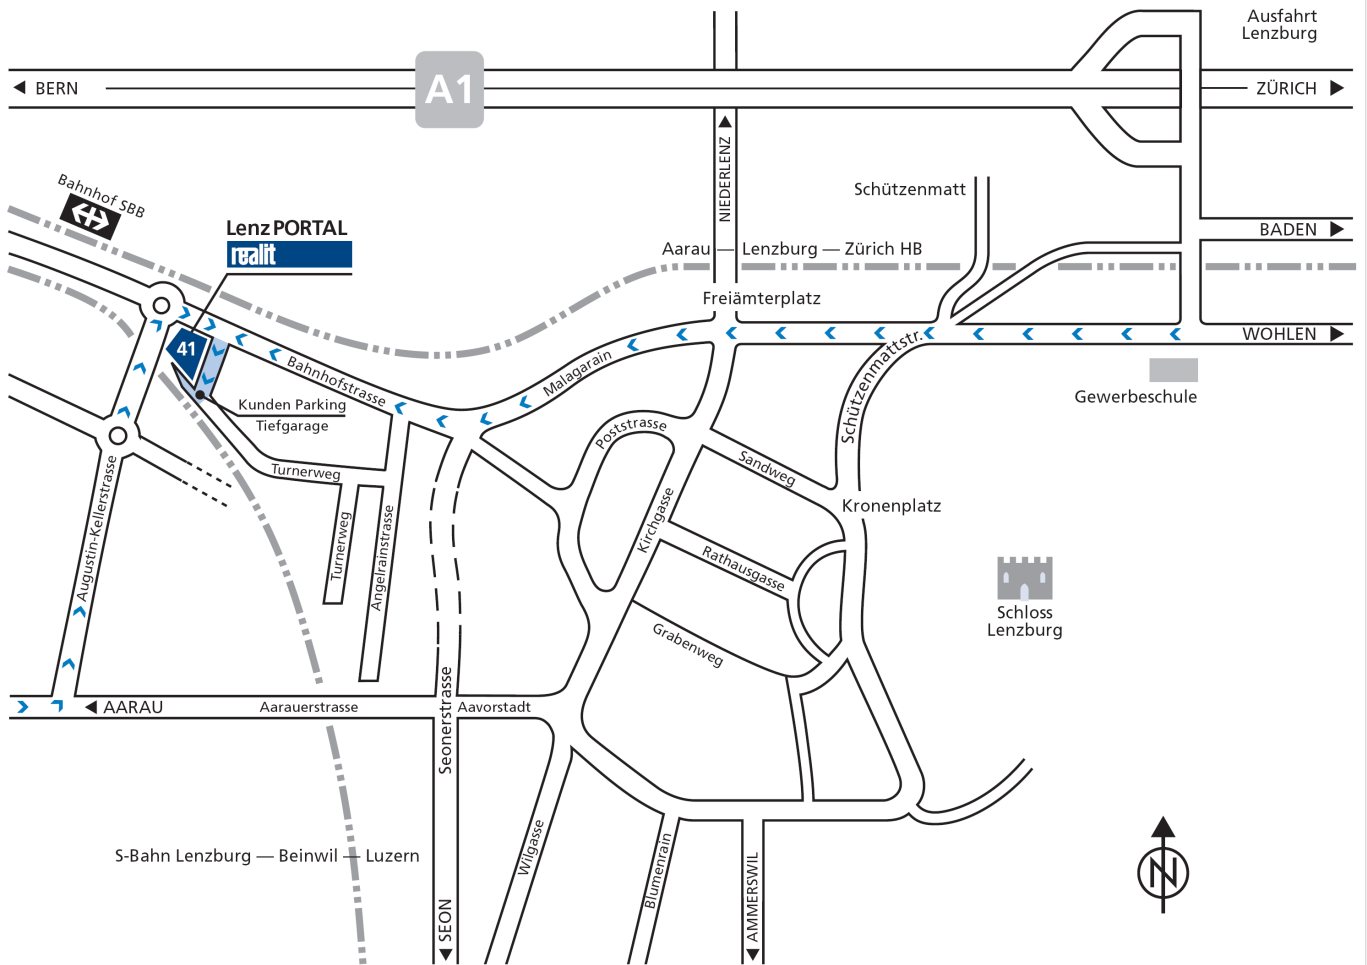 Ausfahrt
Lenzburg
BERN
A1
ZÜRICH
NIEDERLENZ
Bahnhof SBB
Schützenmatt
LenzPORTAL
realit
BADEN
Aarau — Lenzburg — Zürich HB
Freiämterplatz
WOHLEN
41
Bahnhofstrasse
Malagarain
Schützenmattstr.
Gewerbeschule
Kunden Parking
Tiefgarage
Poststrasse
Sandweg
Turnerweg
Kronenplatz
Augustin-Kellerstrasse
Turnerweg
Angelrainstrasse
Kirchgasse
Rathausgasse
Schloss
Lenzburg
Grabenweg
AARAU
Aarauerstrasse
Seonerstrasse
Aavorstadt
S-Bahn Lenzburg — Beinwil — Luzern
Wilgasse
Blumenrain
AMMERSWIL
SEON
N